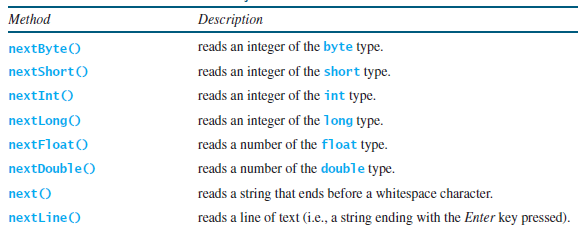 Method Description
nextByte() reads an integer of the byte type.
nextShort() reads an integer of the short type.
nextInt() reads an integer of the int type.
nextLong() reads an integer of the long type.
nextFloat() reads a number of the float type.
nextDouble() reads a number of the double type.
next() reads a string that ends before a whitespace character.
nextLine() reads a line of text (i.e., a string ending with the Enter key pressed).